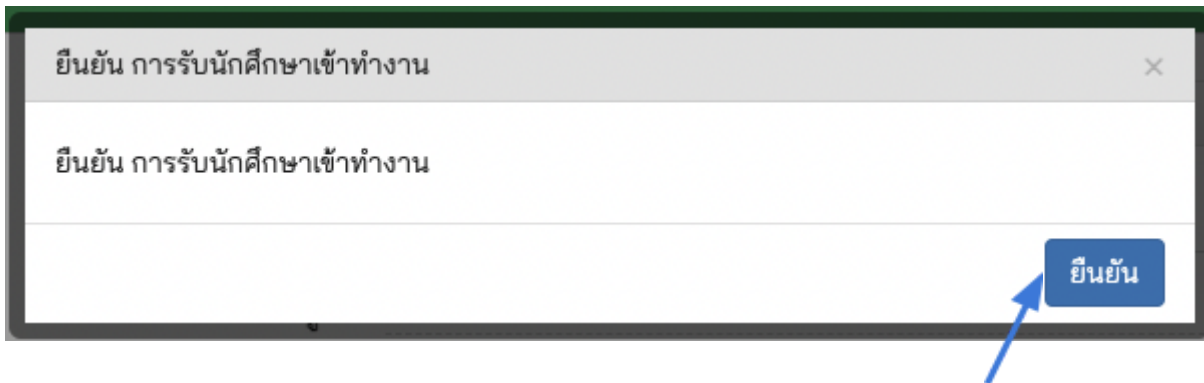 ยืนยัน การรับนักศึกษาเข้าทำงาน ×
ยืนยัน การรับนักศึกษาเข้าทำงาน
ยืนยัน